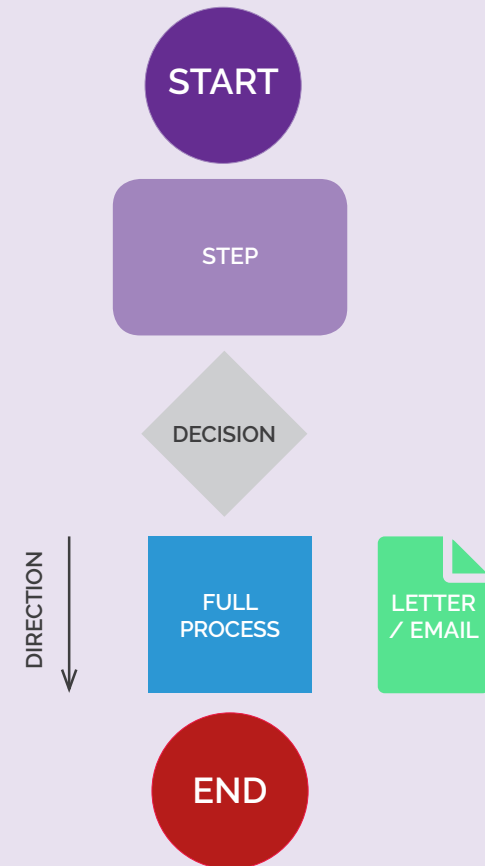 START
STEP
DECISION
DIRECTION
FULL
PROCESS
LETTER
/ EMAIL
END